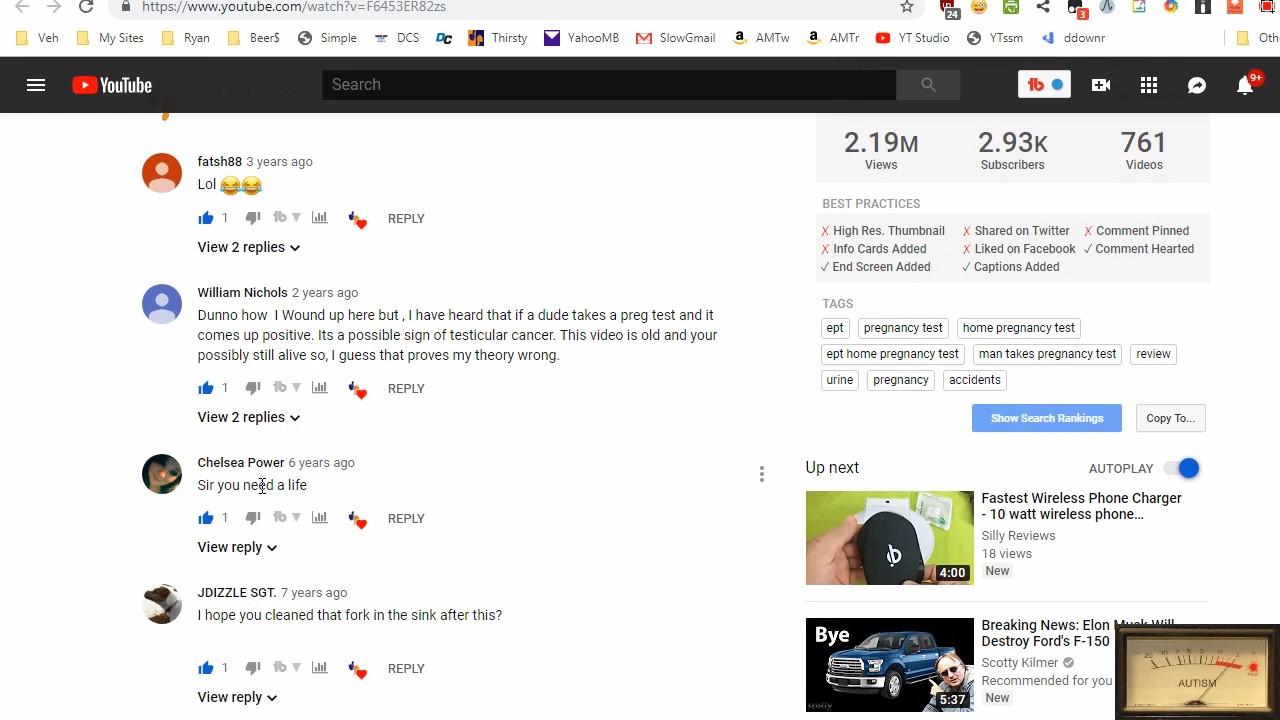 https://www.youtube.com/watch?v=F6453ER82zs
24
3
Veh My Sites Ryan Beer$ Simple DCS Thirsty YahooMB SlowGmail AMTw AMTr YT Studio YTssm ddownr Oth
YouTube
Search
tb
9+
fatsh88 3 years ago
Lol 😂😂
1 tb REPLY
View 2 replies
William Nichols 2 years ago
Dunno how I Wound up here but , I have heard that if a dude takes a preg test and it
comes up positive. Its a possible sign of testicular cancer. This video is old and your
possibly still alive so, I guess that proves my theory wrong.
1 tb REPLY
View 2 replies
Chelsea Power 6 years ago
Sir you need a life
1 tb REPLY
View reply
JDIZZLE SGT. 7 years ago
I hope you cleaned that fork in the sink after this?
1 tb REPLY
View reply
2.19M 2.93K 761
Views Subscribers Videos
BEST PRACTICES
✗ High Res. Thumbnail ✗ Shared on Twitter ✗ Comment Pinned
✗ Info Cards Added ✗ Liked on Facebook ✓ Comment Hearted
✓ End Screen Added ✓ Captions Added
TAGS
ept pregnancy test home pregnancy test
ept home pregnancy test man takes pregnancy test review
urine pregnancy accidents
Show Search Rankings Copy To...
Up next AUTOPLAY
Fastest Wireless Phone Charger
- 10 watt wireless phone...
Silly Reviews
18 views
New
4:00
Breaking News: Elon Musk Will
Destroy Ford's F-150
Scotty Kilmer
Recommended for you
New
Bye
scotty
5:37
AUTISM